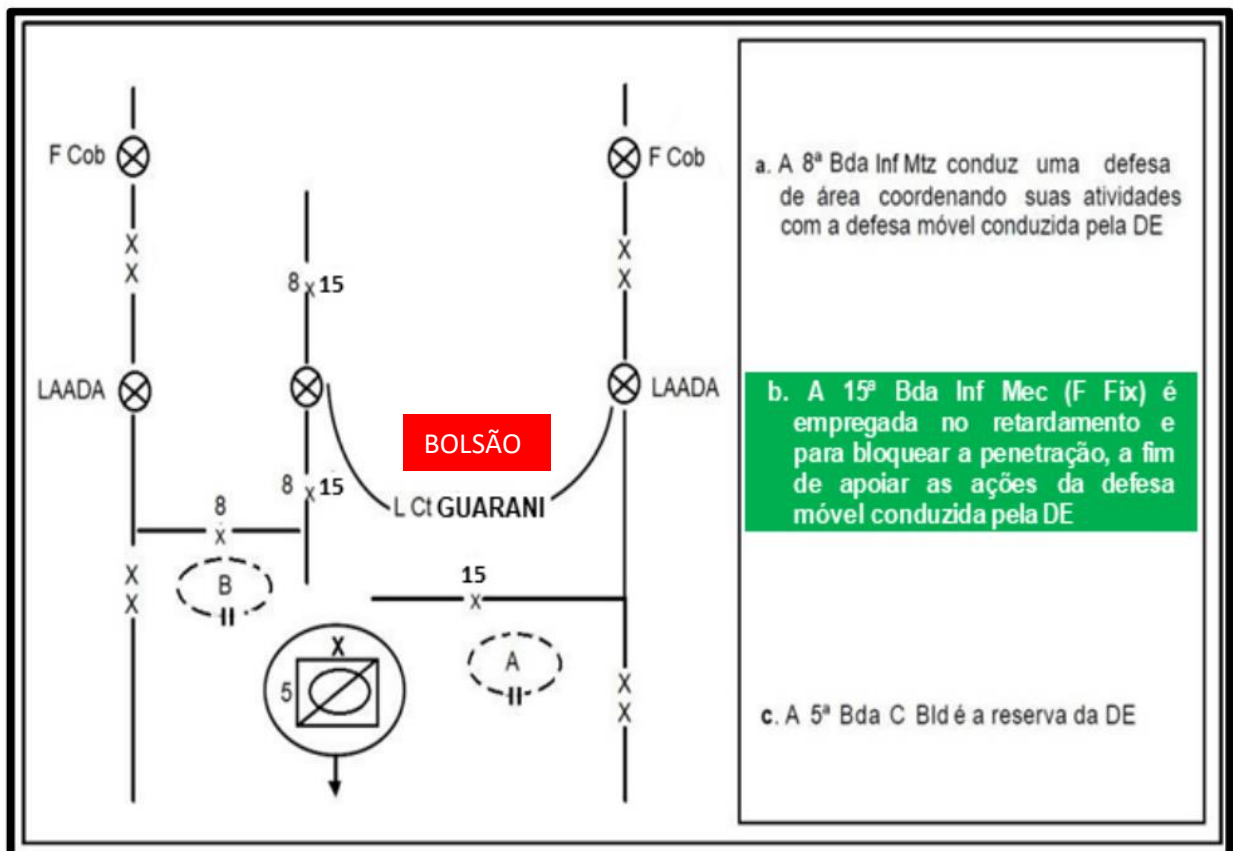 F Cob
F Cob
X
X
X
X
8 x 15
LAADA
LAADA
BOLSÃO
8 x 15
L Ct GUARANI
8
x
X
X
B
15
x
X
5
A
X
X
a. A 8ª Bda Inf Mtz conduz uma defesa
de área coordenando suas atividades
com a defesa móvel conduzida pela DE
b. A 15ª Bda Inf Mec (F Fix) é
empregada no retardamento e
para bloquear a penetração, a fim
de apoiar as ações da defesa
móvel conduzida pela DE
c. A 5ª Bda C Bld é a reserva da DE